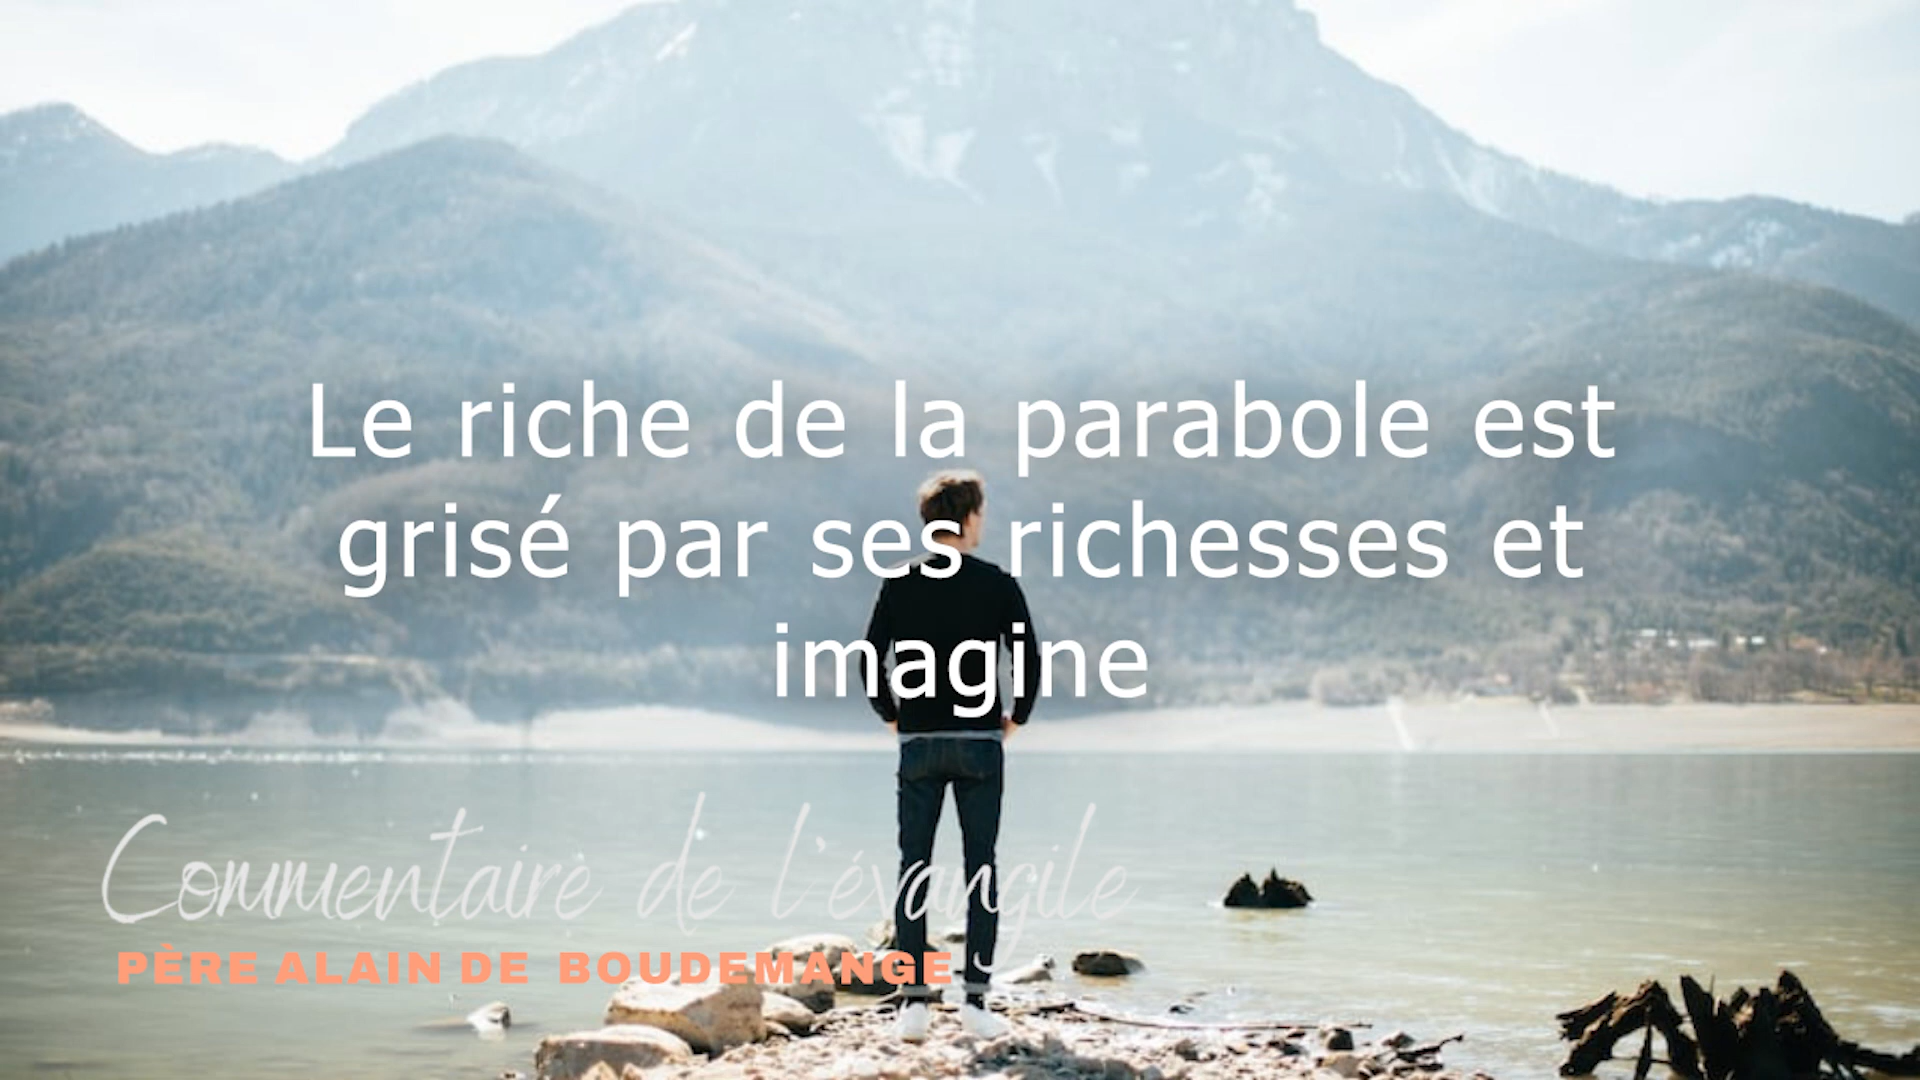 Le riche de la parabole est
grisé par ses richesses et
imagine
Commentaire de l'évangile
PÈRE ALAIN DE BOUDEMANGE